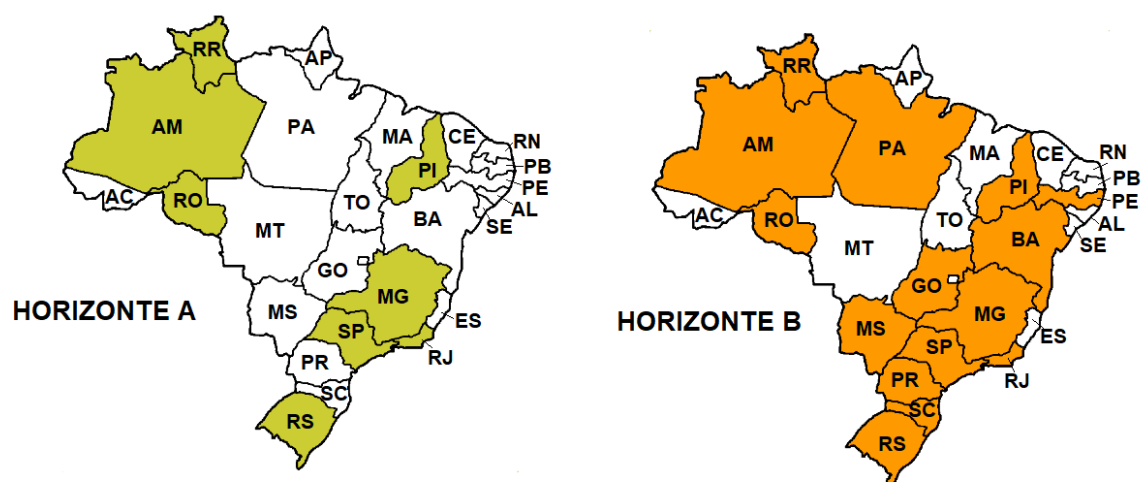 RR
AP
AM
PA
MA
CE
RN
PB
PI
PE
AC
RO
TO
AL
SE
BA
MT
GO
MG
HORIZONTE A
MS
ES
SP
RJ
PR
SC
RS
RR
AP
AM
PA
MA
CE
RN
PB
PI
PE
AC
RO
TO
AL
SE
BA
MT
GO
MG
HORIZONTE B
MS
ES
SP
RJ
PR
SC
RS